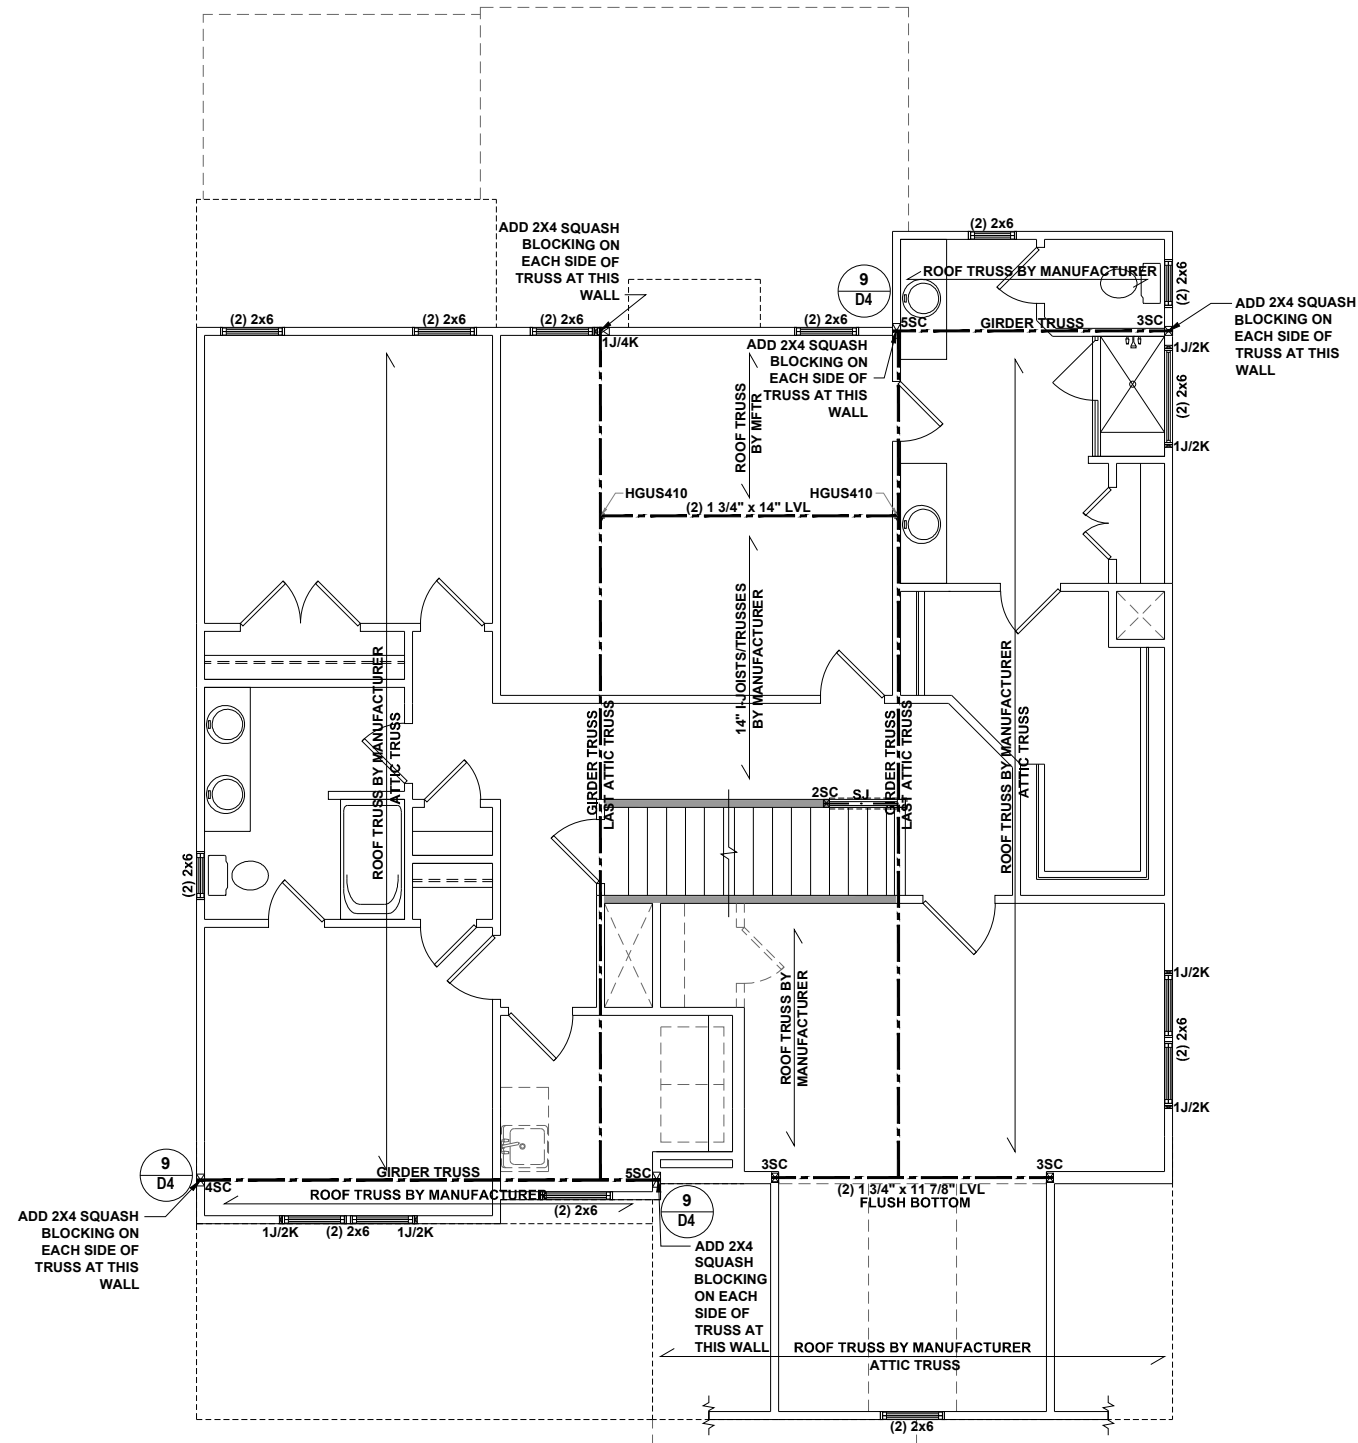 (2) 2x6
ADD 2X4 SQUASH
BLOCKING ON
EACH SIDE OF
TRUSS AT THIS
WALL
9
D4
ROOF TRUSS BY MANUFACTURER
(2) 2x6
ADD 2X4 SQUASH
BLOCKING ON
EACH SIDE OF
TRUSS AT THIS
WALL
(2) 2x6
(2) 2x6
(2) 2x6
(2) 2x6
5SC
GIRDER TRUSS
3SC
1J/4K
ADD 2X4 SQUASH
BLOCKING ON
EACH SIDE OF
TRUSS AT THIS
WALL
1J/2K
(2) 2x6
1J/2K
ROOF TRUSS
BY MFTR
HGUS410
HGUS410
(2) 1 3/4" x 14" LVL
14" I-JOISTS/TRUSSES
BY MANUFACTURER
ROOF TRUSS BY MANUFACTURER
ATTIC TRUSS
GIRDER TRUSS
LAST ATTIC TRUSS
GIRDER TRUSS
LAST ATTIC TRUSS
ROOF TRUSS BY MANUFACTURER
ATTIC TRUSS
2SC
SJ
(2) 2x6
ROOF TRUSS BY
MANUFACTURER
1J/2K
(2) 2x6
1J/2K
9
D4
4SC
GIRDER TRUSS
5SC
ROOF TRUSS BY MANUFACTURER
3SC
3SC
(2) 1 3/4" x 11 7/8" LVL
FLUSH BOTTOM
9
D4
(2) 2x6
1J/2K
(2) 2x6
1J/2K
ADD 2X4 SQUASH
BLOCKING ON
EACH SIDE OF
TRUSS AT THIS
WALL
ADD 2X4
SQUASH
BLOCKING
ON EACH
SIDE OF
TRUSS AT
THIS WALL
ROOF TRUSS BY MANUFACTURER
ATTIC TRUSS
(2) 2x6